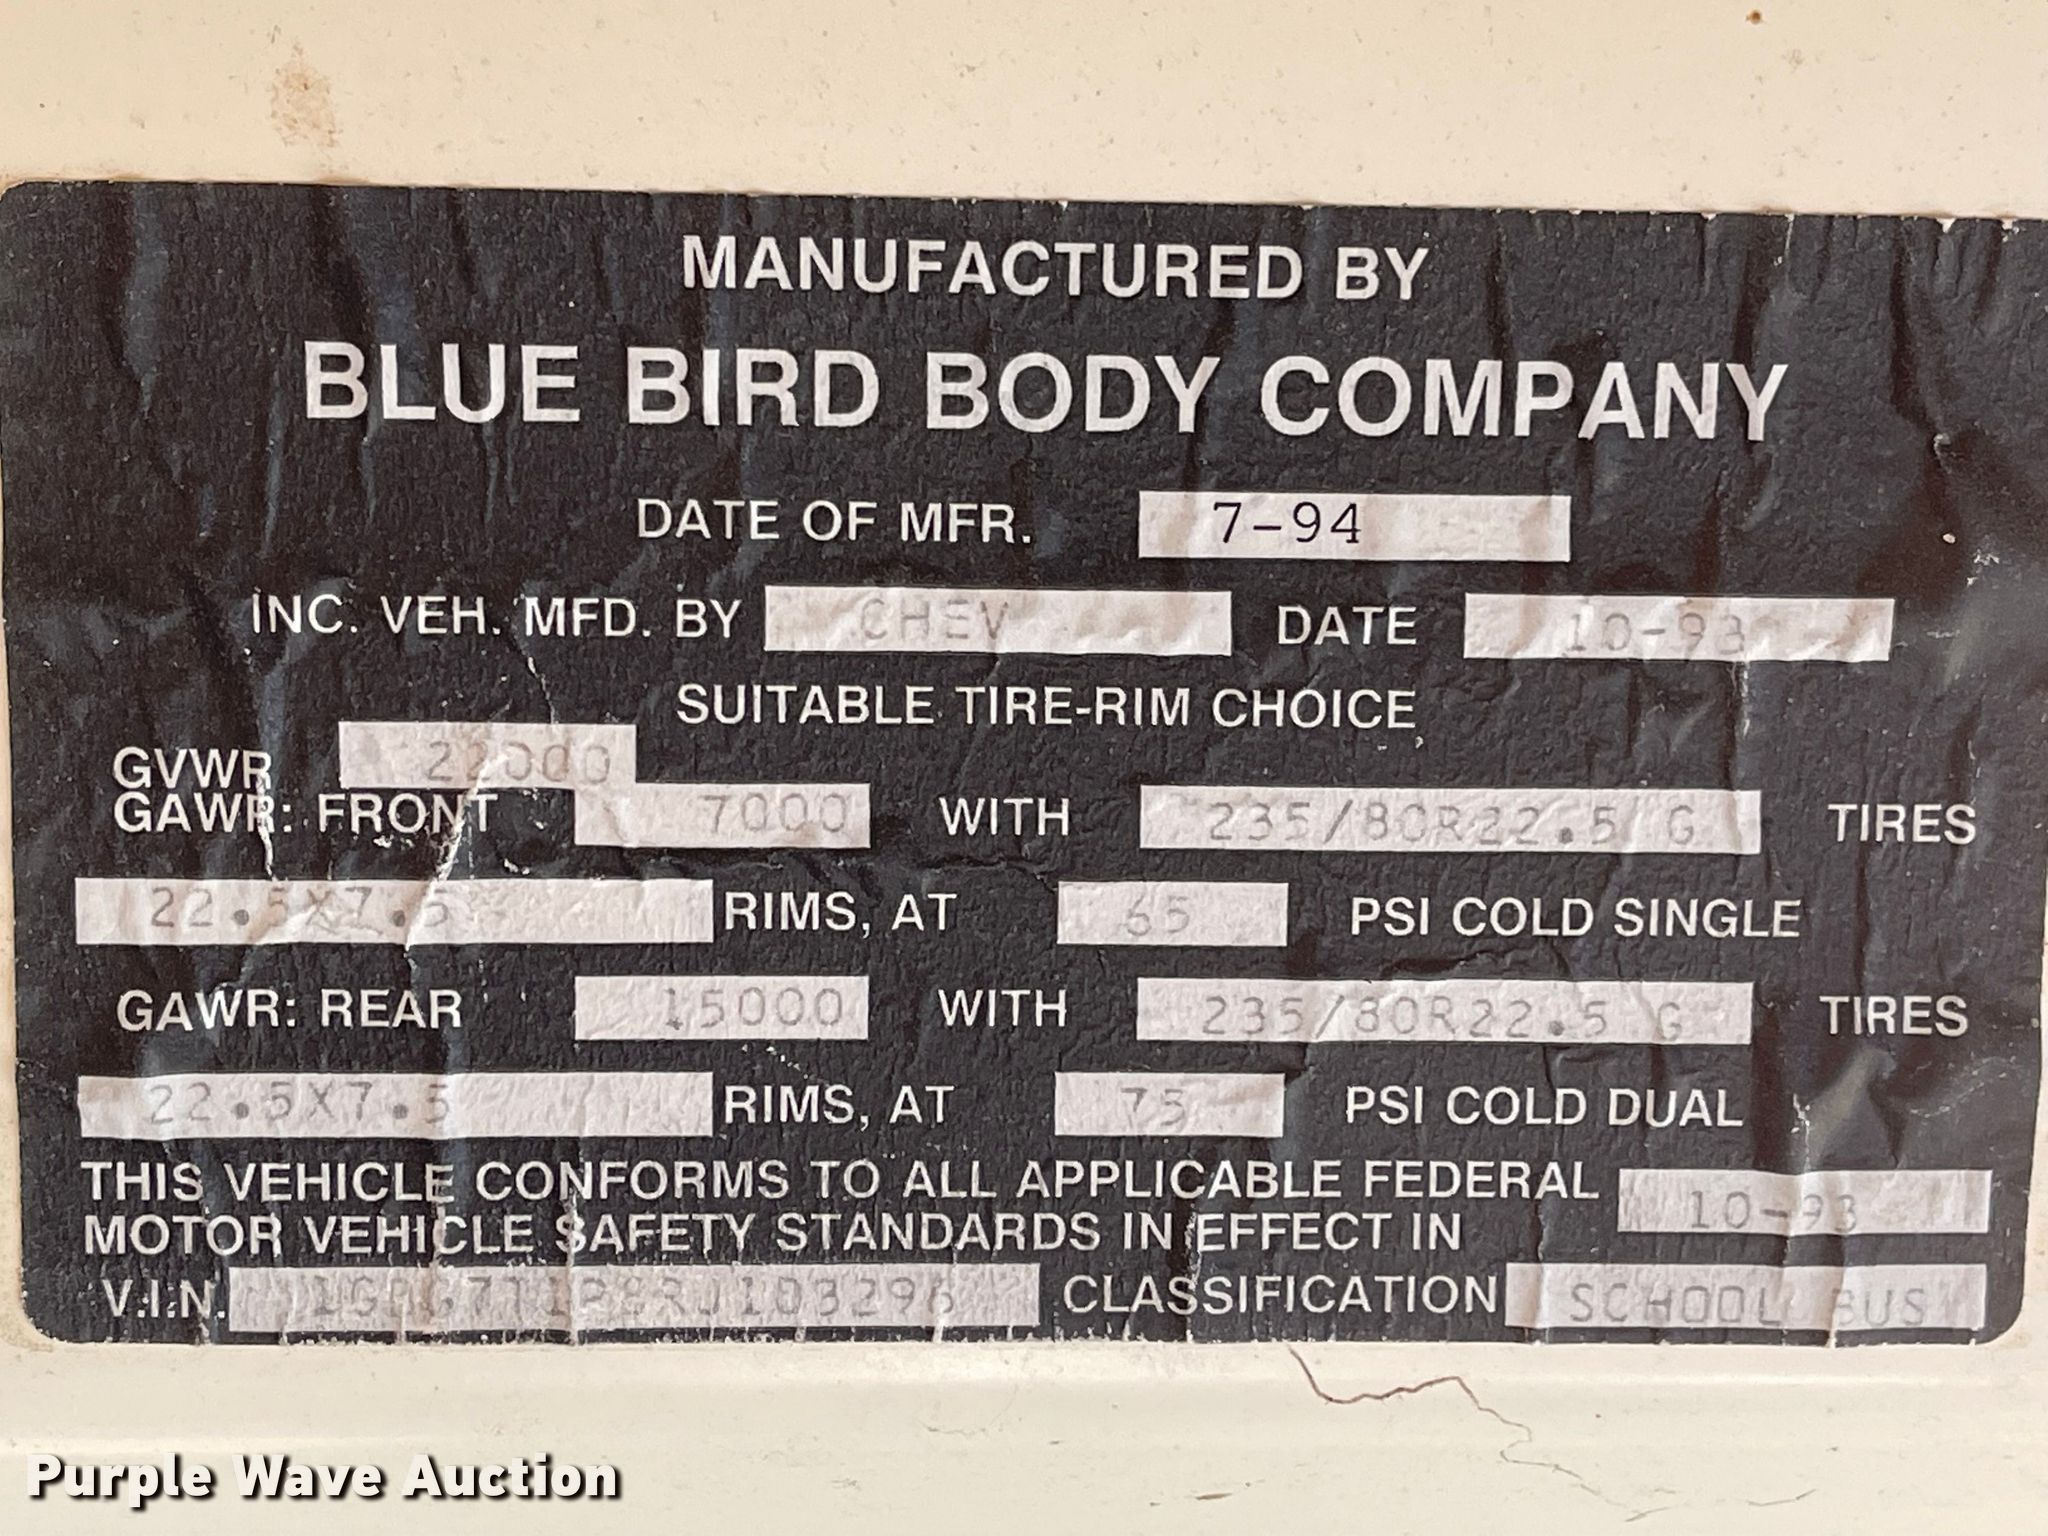 MANUFACTURED BY
BLUE BIRD BODY COMPANY
DATE OF MFR. 7-94
INC. VEH. MFD. BY CHEV DATE 10-93
SUITABLE TIRE-RIM CHOICE
GVWR 22000
GAWR: FRONT 7000 WITH 235/80R22.5 G TIRES
22.5X7.5 RIMS, AT 65 PSI COLD SINGLE
GAWR: REAR 15000 WITH 235/80R22.5 G TIRES
22.5X7.5 RIMS, AT 75 PSI COLD DUAL
THIS VEHICLE CONFORMS TO ALL APPLICABLE FEDERAL 10-93
MOTOR VEHICLE SAFETY STANDARDS IN EFFECT IN
V.I.N. CLASSIFICATION SCHOOL BUS
Purple Wave Auction